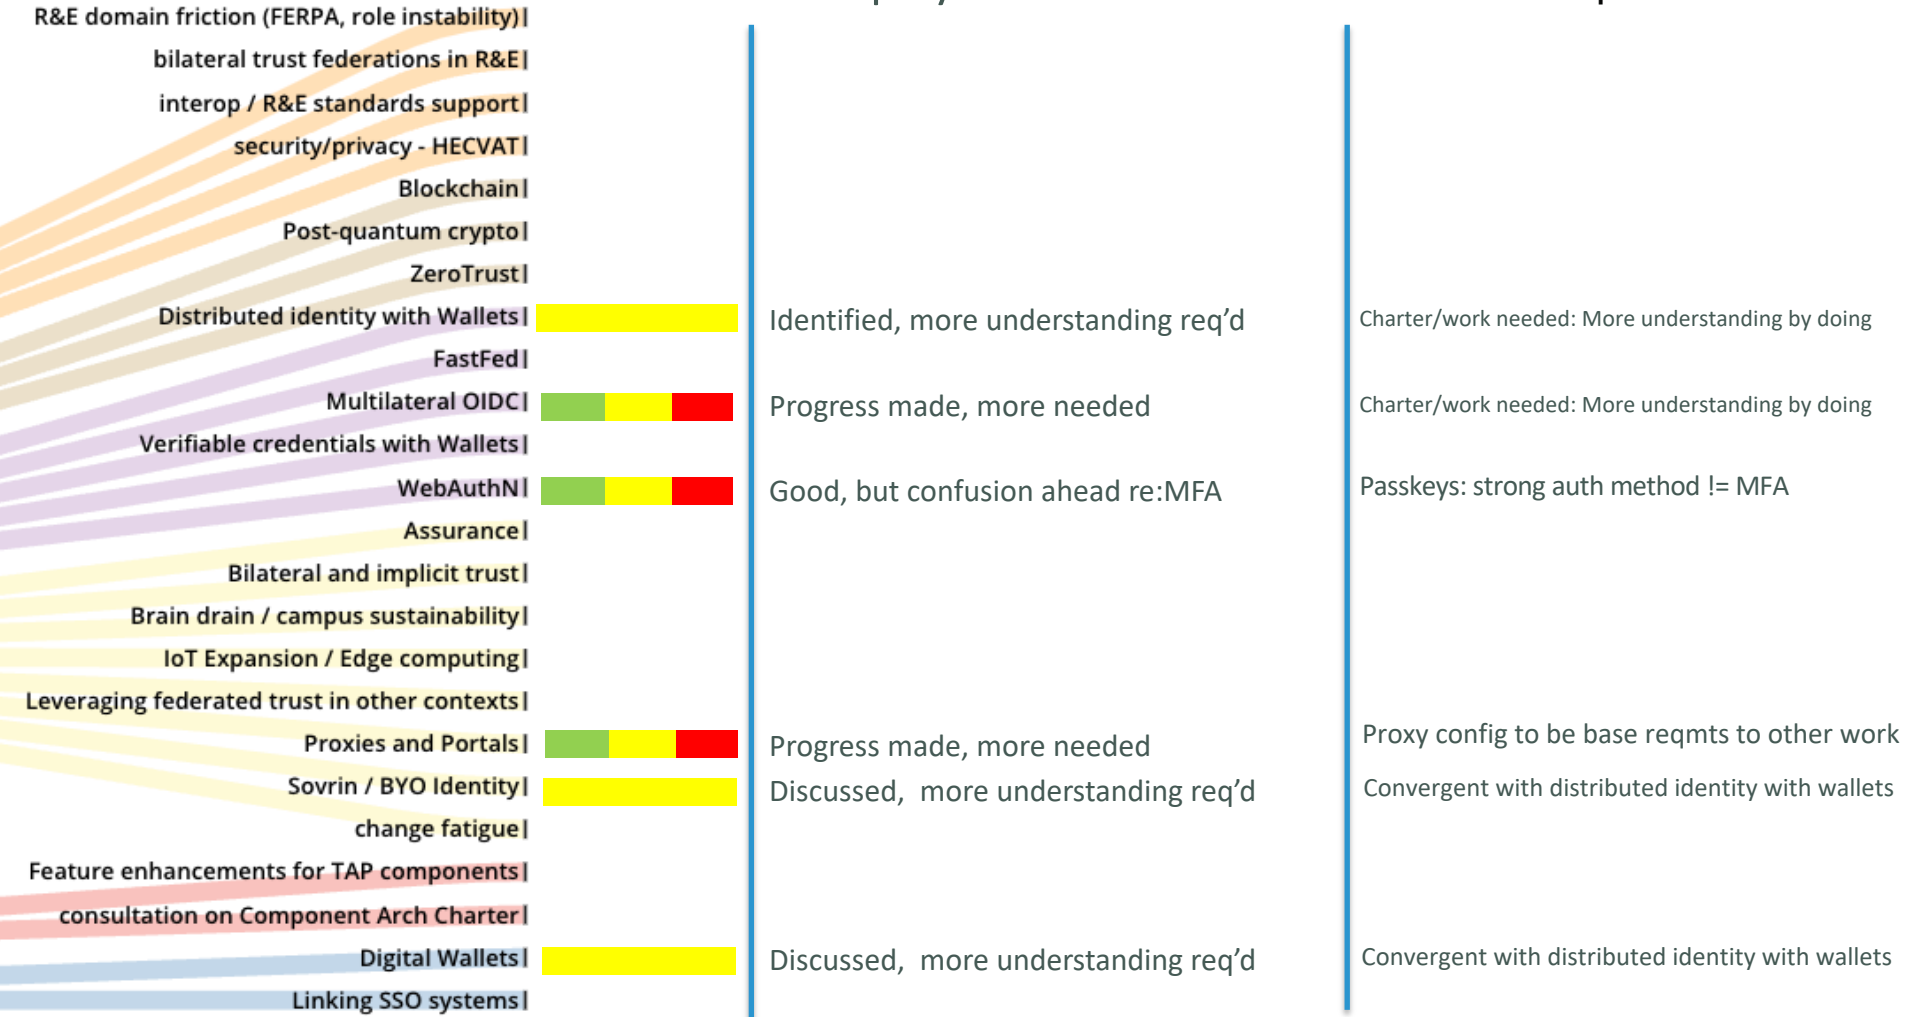 R&E domain friction (FERPA, role instability)
bilateral trust federations in R&E
interop / R&E standards support
security/privacy - HECVAT
Blockchain
Post-quantum crypto
ZeroTrust
Distributed identity with Wallets
Identified, more understanding req’d
Charter/work needed: More understanding by doing
FastFed
Multilateral OIDC
Progress made, more needed
Charter/work needed: More understanding by doing
Verifiable credentials with Wallets
WebAuthN
Good, but confusion ahead re:MFA
Passkeys: strong auth method != MFA
Assurance
Bilateral and implicit trust
Brain drain / campus sustainability
IoT Expansion / Edge computing
Leveraging federated trust in other contexts
Proxies and Portals
Progress made, more needed
Proxy config to be base reqmts to other work
Sovrin / BYO Identity
Discussed,  more understanding req’d
Convergent with distributed identity with wallets
change fatigue
Feature enhancements for TAP components
consultation on Component Arch Charter
Digital Wallets
Discussed,  more understanding req’d
Convergent with distributed identity with wallets
Linking SSO systems